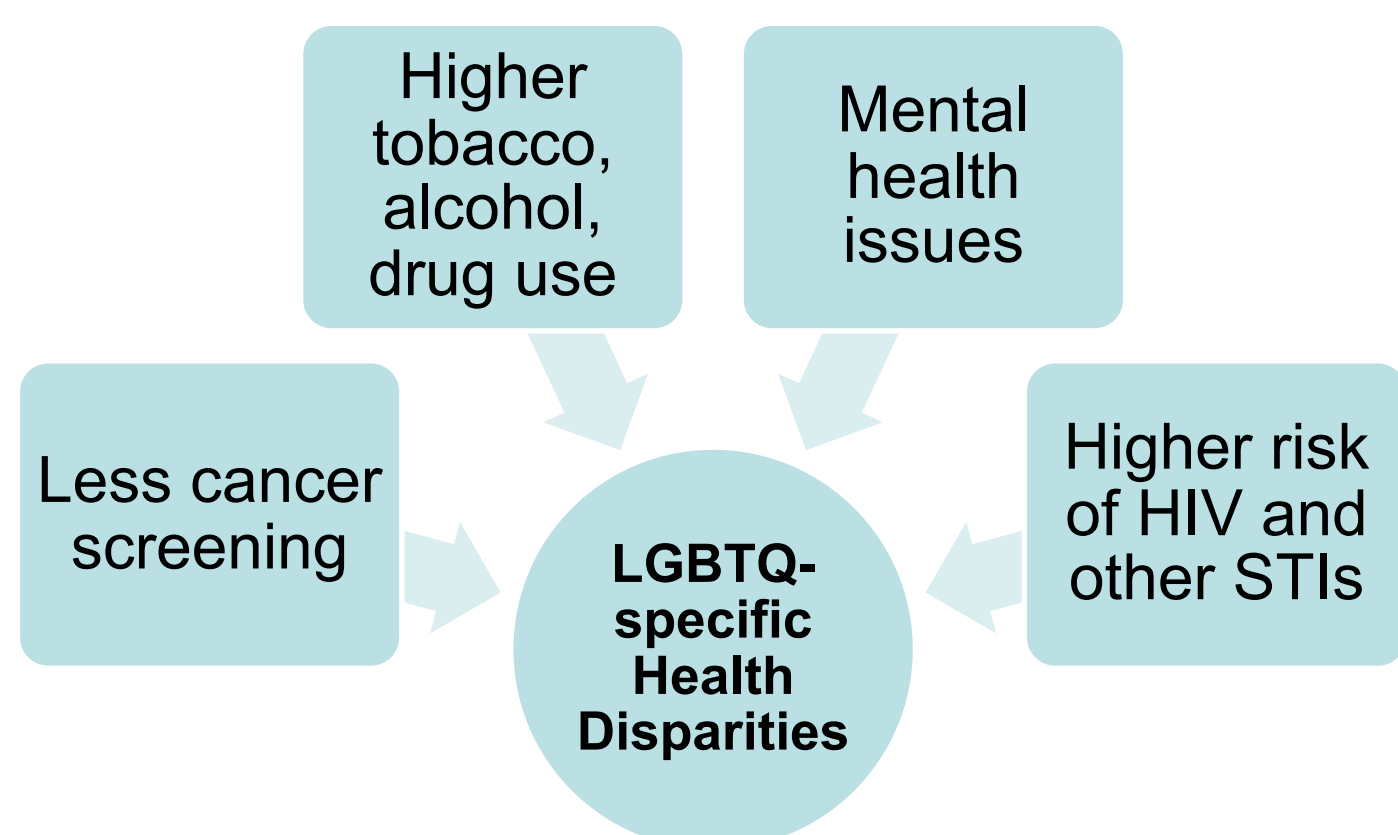 Higher
tobacco,
alcohol,
drug use
Mental
health
issues
Less cancer
screening
Higher risk
of HIV and
other STIs
LGBTQ-
specific
Health
Disparities